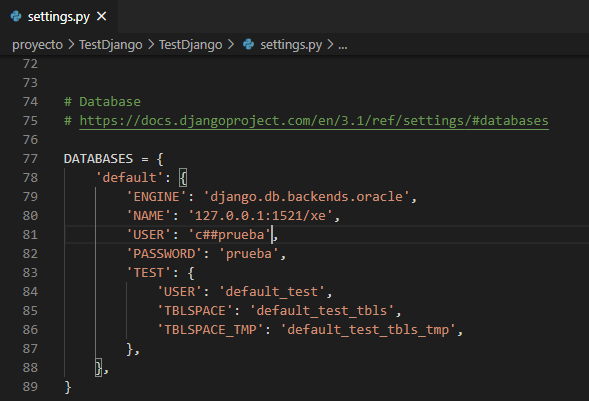 settings.py
proyecto > TestDjango > TestDjango > settings.py > ...
72
73
74 # Database
75 # https://docs.djangoproject.com/en/3.1/ref/settings/#databases
76
77 DATABASES = {
78     'default': {
79         'ENGINE': 'django.db.backends.oracle',
80         'NAME': '127.0.0.1:1521/xe',
81         'USER': 'c##prueba',
82         'PASSWORD': 'prueba',
83         'TEST': {
84             'USER': 'default_test',
85             'TBLSPACE': 'default_test_tbls',
86             'TBLSPACE_TMP': 'default_test_tbls_tmp',
87         },
88     },
89 }